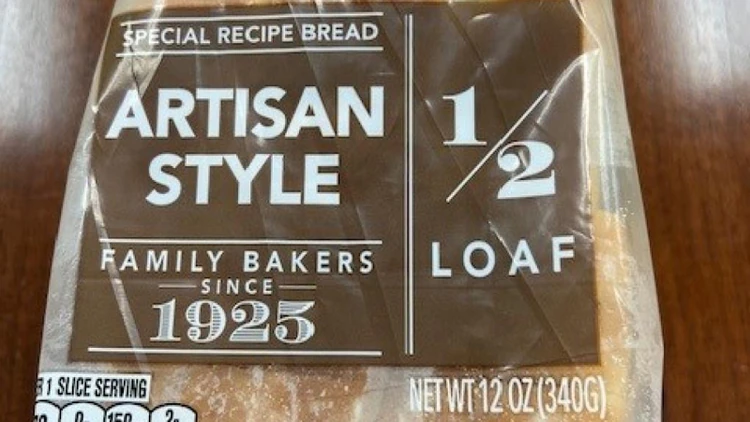 SPECIAL RECIPE BREAD
ARTISAN
STYLE
FAMILY BAKERS
SINCE
1925
1/2
LOAF
1 SLICE SERVING
NET WT 12 OZ (340G)